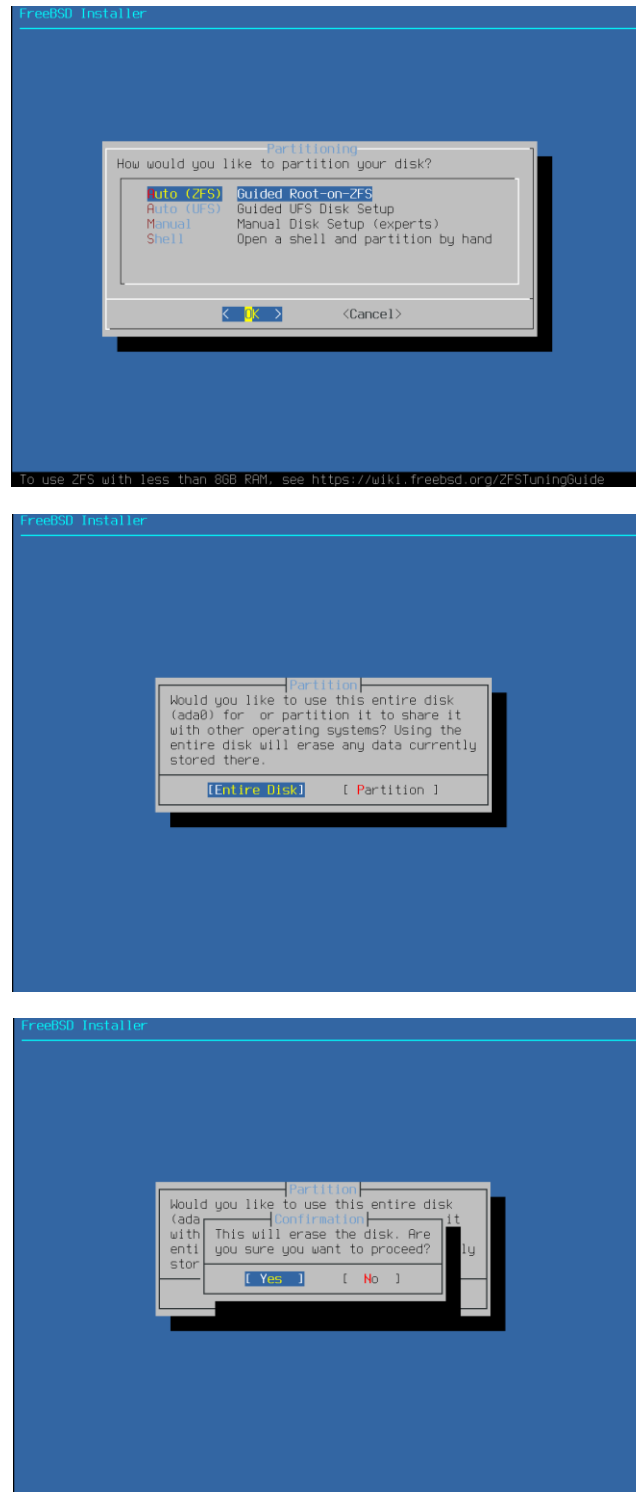 FreeBSD Installer
Partitioning
How would you like to partition your disk?
Auto (ZFS) Guided Root-on-ZFS
Auto (UFS) Guided UFS Disk Setup
Manual Manual Disk Setup (experts)
Shell Open a shell and partition by hand
< OK > <Cancel>
To use ZFS with less than 8GB RAM, see https://wiki.freebsd.org/ZFSTuningGuide
FreeBSD Installer
Partition
Would you like to use this entire disk
(ada0) for or partition it to share it
with other operating systems? Using the
entire disk will erase any data currently
stored there.
[Entire Disk] [ Partition ]
FreeBSD Installer
Partition
Would you like to use this entire disk
(ada Confirmation it
with This will erase the disk. Are
enti you sure you want to proceed? ly
stor
[ Yes ] [ No ]